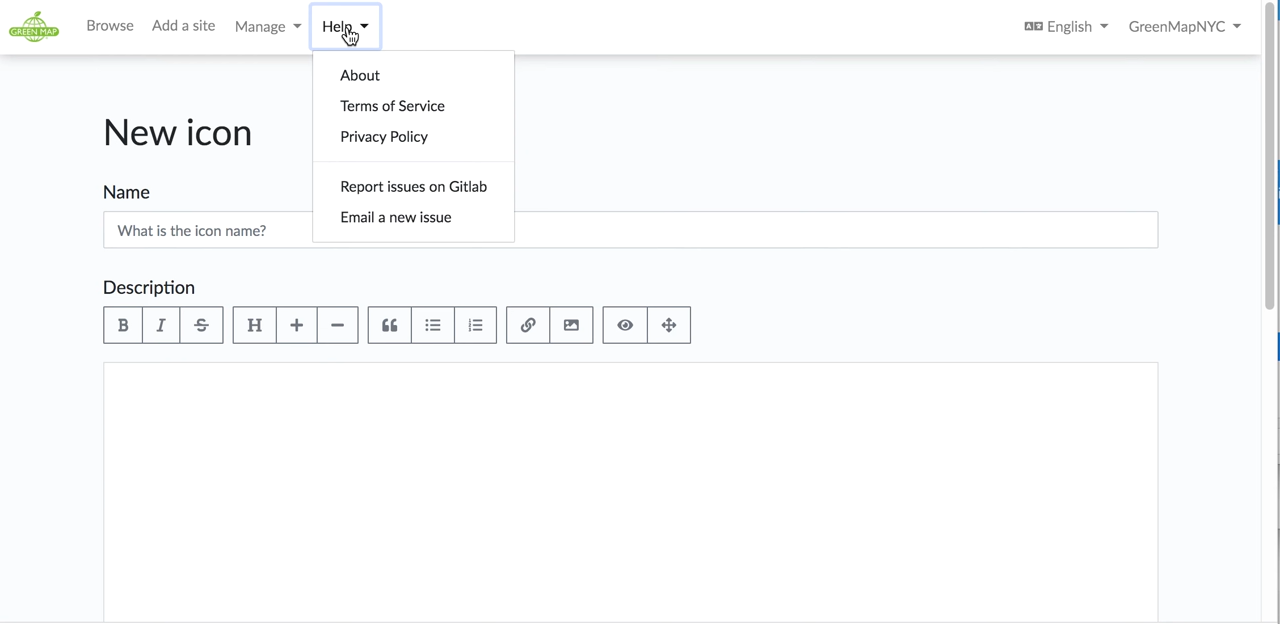 GREEN MAP
Browse Add a site Manage Help English GreenMapNYC
About
Terms of Service
Privacy Policy
Report issues on Gitlab
Email a new issue
New icon
Name
What is the icon name?
Description
B I S H